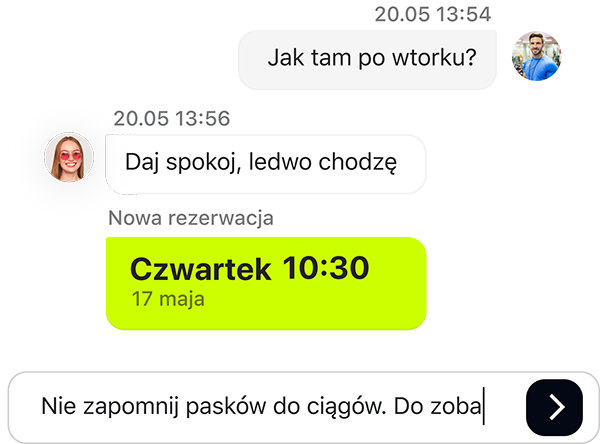 20.05 13:54
Jak tam po wtorku?
20.05 13:56
Daj spokoj, ledwo chodzę
Nowa rezerwacja
Czwartek 10:30
17 maja
Nie zapomnij pasków do ciągów. Do zoba